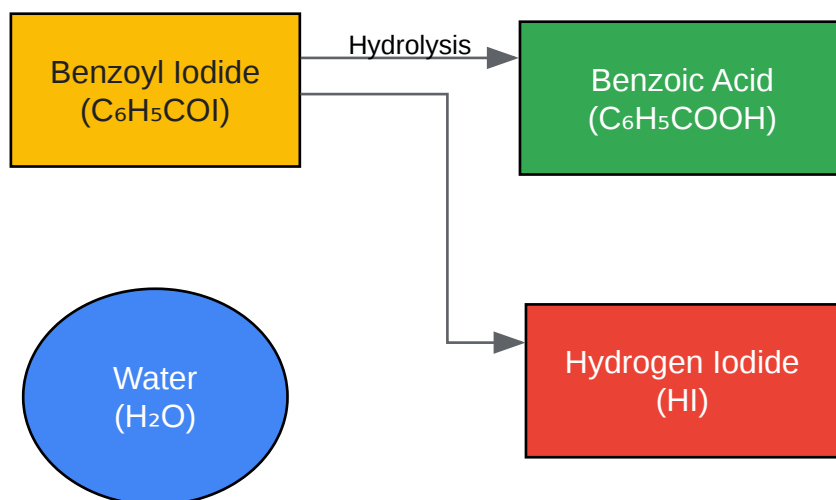 Benzoyl Iodide
(C₆H₅COI)
Hydrolysis
Benzoic Acid
(C₆H₅COOH)
Water
(H₂O)
Hydrogen Iodide
(HI)